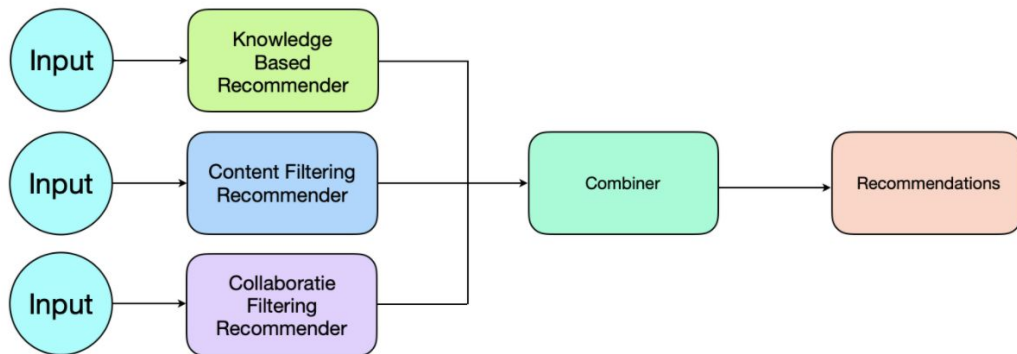 Input
Knowledge
Based
Recommender
Input
Content Filtering
Recommender
Combiner
Recommendations
Input
Collaboratie
Filtering
Recommender